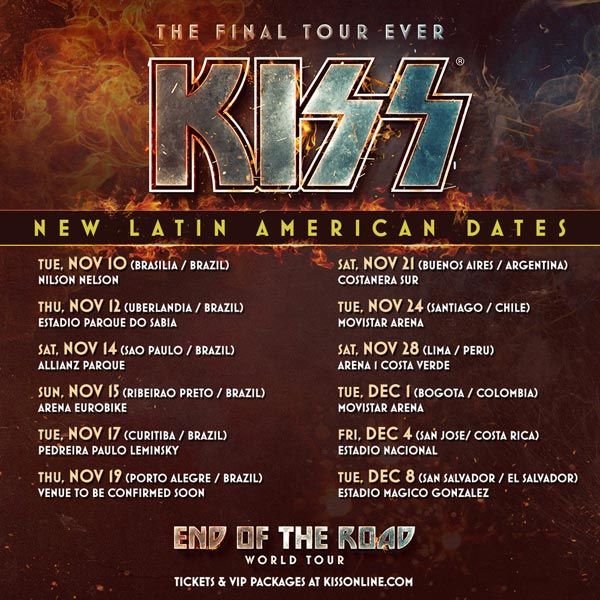 THE FINAL TOUR EVER
KISS®
NEW LATIN AMERICAN DATES
TUE, NOV 10 (BRASILIA / BRAZIL)
NILSON NELSON
THU, NOV 12 (UBERLANDIA / BRAZIL)
ESTADIO PARQUE DO SABIA
SAT, NOV 14 (SAO PAULO / BRAZIL)
ALLIANZ PARQUE
SUN, NOV 15 (RIBEIRAO PRETO / BRAZIL)
ARENA EUROBIKE
TUE, NOV 17 (CURITIBA / BRAZIL)
PEDREIRA PAULO LEMINSKY
THU, NOV 19 (PORTO ALEGRE / BRAZIL)
VENUE TO BE CONFIRMED SOON
SAT, NOV 21 (BUENOS AIRES / ARGENTINA)
COSTANERA SUR
TUE, NOV 24 (SANTIAGO / CHILE)
MOVISTAR ARENA
SAT, NOV 28 (LIMA / PERU)
ARENA 1 COSTA VERDE
TUE, DEC 1 (BOGOTA / COLOMBIA)
MOVISTAR ARENA
FRI, DEC 4 (SAN JOSE/ COSTA RICA)
ESTADIO NACIONAL
TUE, DEC 8 (SAN SALVADOR / EL SALVADOR)
ESTADIO MAGICO GONZALEZ
END OF THE ROAD
WORLD TOUR
TICKETS & VIP PACKAGES AT KISSONLINE.COM